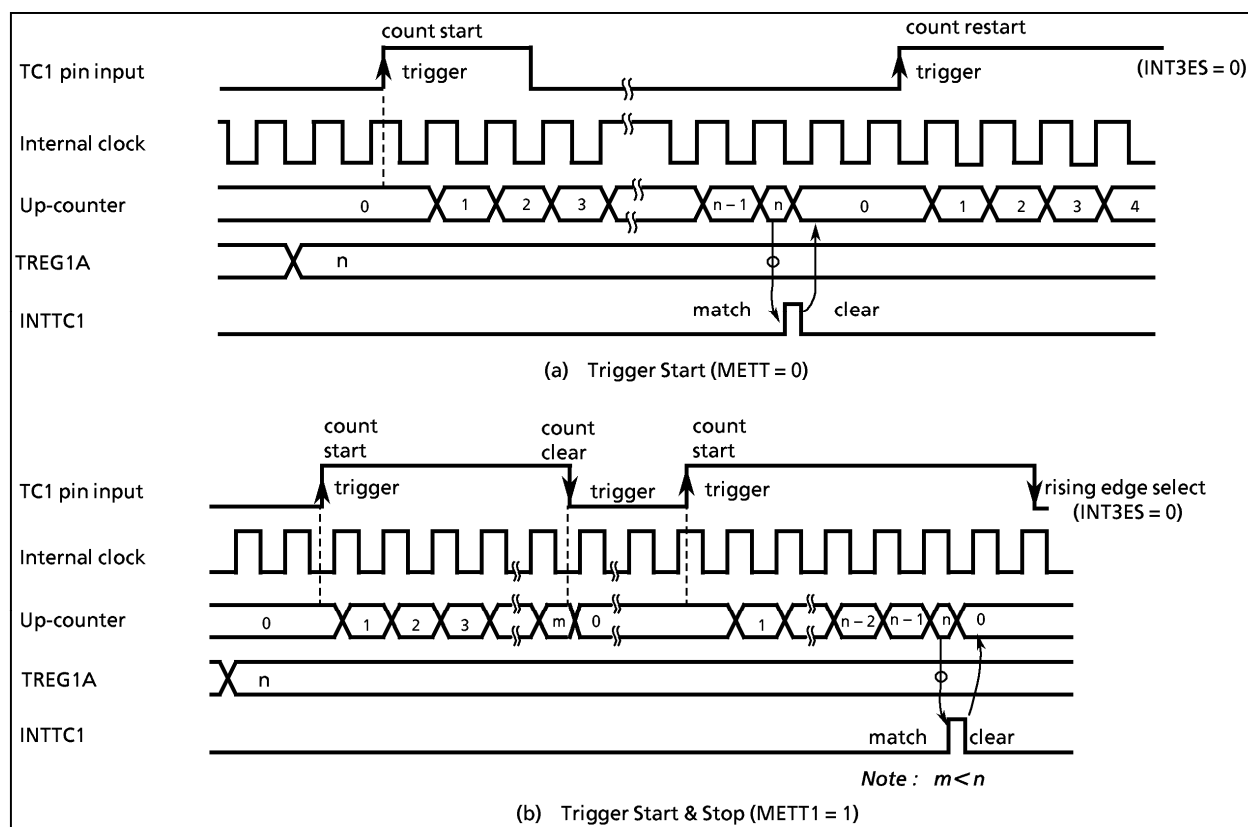 count start
count restart
TC1 pin input
trigger
trigger
(INT3ES = 0)
Internal clock
Up-counter
0 1 2 3 n – 1 n 0 1 2 3 4
TREG1A
n
INTTC1
match
clear
(a) Trigger Start (METT = 0)
count start
count clear
count start
TC1 pin input
trigger
trigger
trigger
rising edge select
(INT3ES = 0)
Internal clock
Up-counter
0 1 2 3 m 0 1 n – 2 n – 1 n 0
TREG1A
n
INTTC1
match
clear
Note : m < n
(b) Trigger Start & Stop (METT1 = 1)